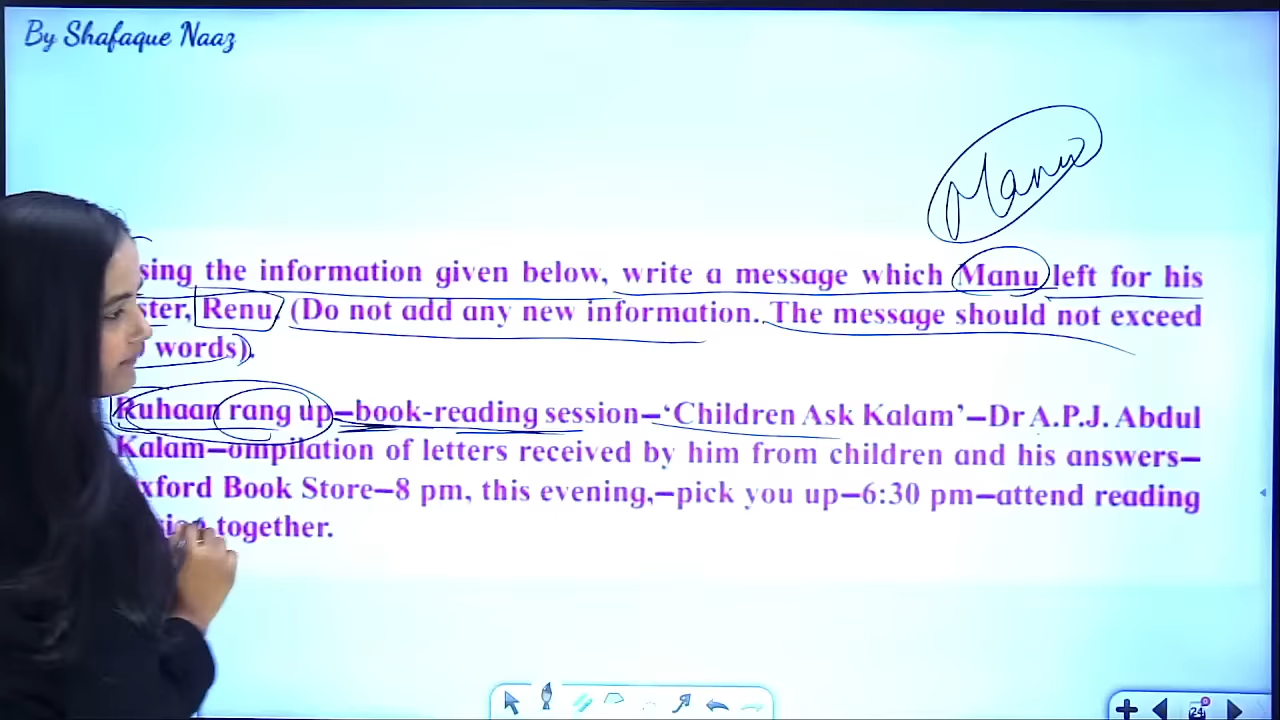 By Shafaque Naaz
Manu
sing the information given below, write a message which Manu left for his
ster, Renu. (Do not add any new information. The message should not exceed
words).
Ruhaan rang up–book-reading session–‘Children Ask Kalam’–Dr A.P.J. Abdul
Kalam–ompilation of letters received by him from children and his answers–
xford Book Store–8 pm, this evening,–pick you up–6:30 pm–attend reading
together.
24